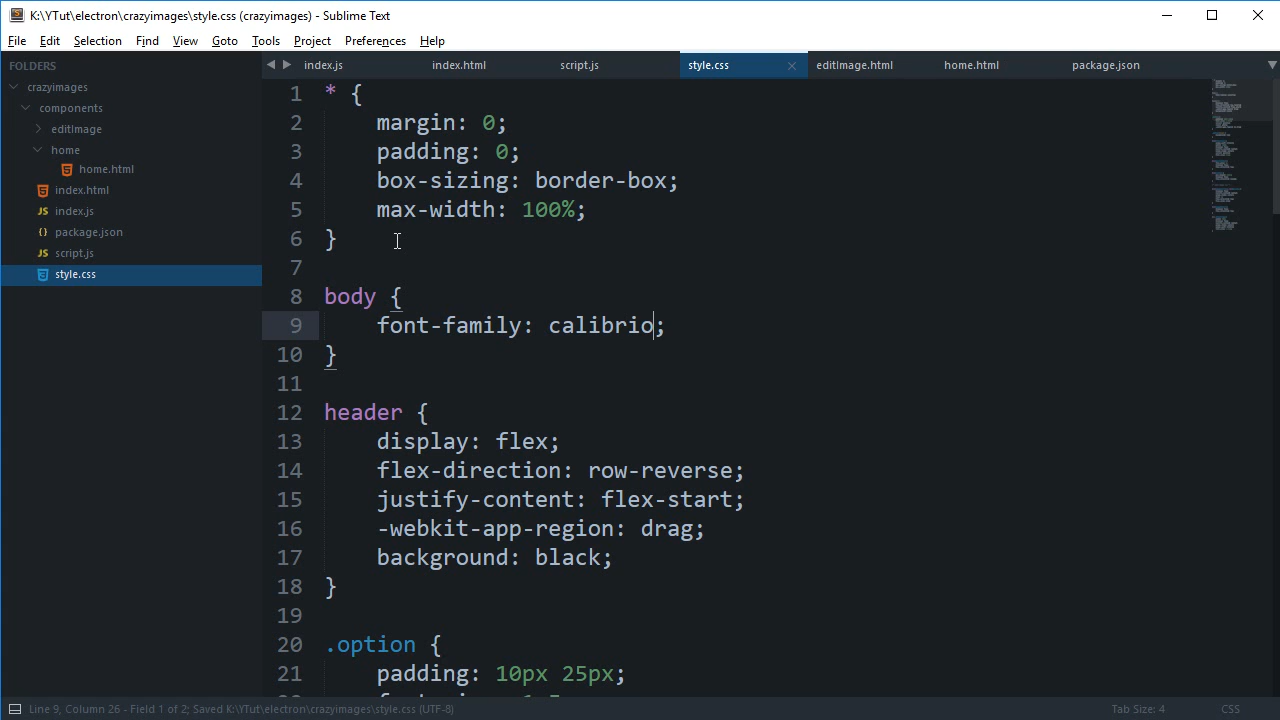 K:\YTut\electron\crazyimages\style.css (crazyimages) - Sublime Text
File Edit Selection Find View Goto Tools Project Preferences Help
FOLDERS
crazyimages
components
editImage
home
home.html
index.html
index.js
package.json
script.js
style.css
index.js index.html script.js style.css editImage.html home.html package.json
1 * {
2 margin: 0;
3 padding: 0;
4 box-sizing: border-box;
5 max-width: 100%;
6 }
7
8 body {
9 font-family: calibrio;
10 }
11
12 header {
13 display: flex;
14 flex-direction: row-reverse;
15 justify-content: flex-start;
16 -webkit-app-region: drag;
17 background: black;
18 }
19
20 .option {
21 padding: 10px 25px;
Line 9, Column 26 - Field 1 of 2; Saved K:\YTut\electron\crazyimages\style.css (UTF-8) Tab Size: 4 CSS